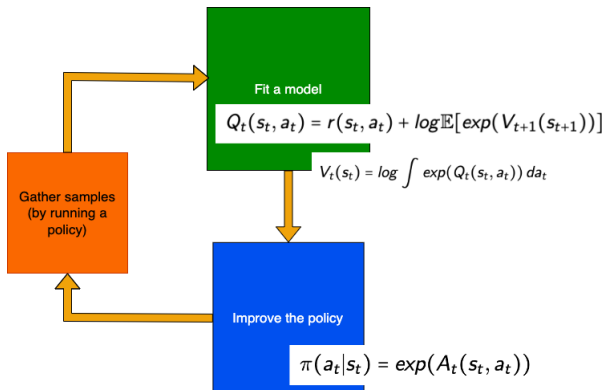 Fit a model
Q_t(s_t, a_t) = r(s_t, a_t) + log𝔼[exp(V_{t+1}(s_{t+1}))]
V_t(s_t) = log ∫ exp(Q_t(s_t, a_t)) da_t
Gather samples
(by running a
policy)
Improve the policy
π(a_t|s_t) = exp(A_t(s_t, a_t))